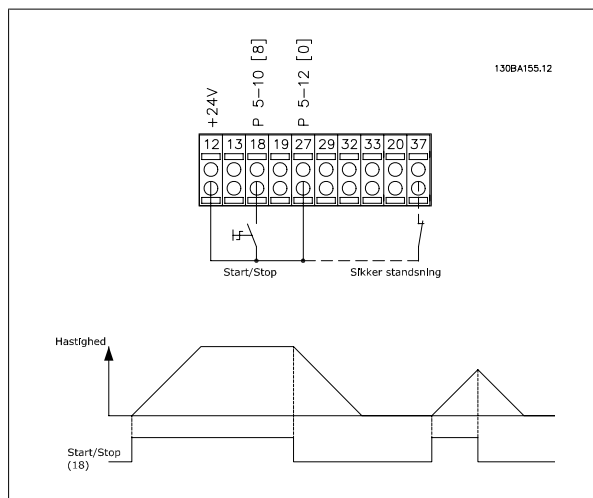 130BA155.12
+24V
P 5-10 [8]
P 5-12 [0]
12 13 18 19 27 29 32 33 20 37
Start/Stop
Sikker standsning
Hastighed
Start/Stop
(18)